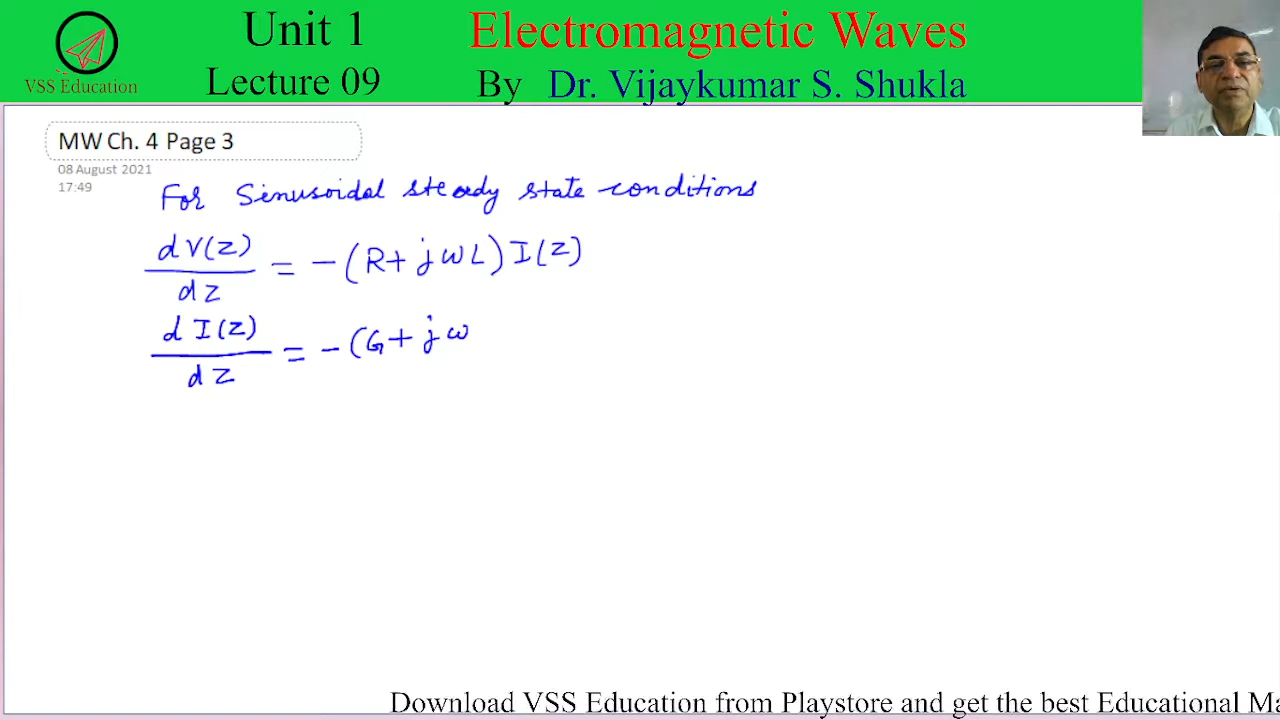 Unit 1
Electromagnetic Waves
VSS Education
Lecture 09
By Dr. Vijaykumar S. Shukla
MW Ch. 4 Page 3
08 August 2021
17:49
For Sinusoidal steady state conditions
dV(z)/dz = -(R+jωL)I(z)
dI(z)/dz = -(G+jω
Download VSS Education from Playstore and get the best Educational Ma